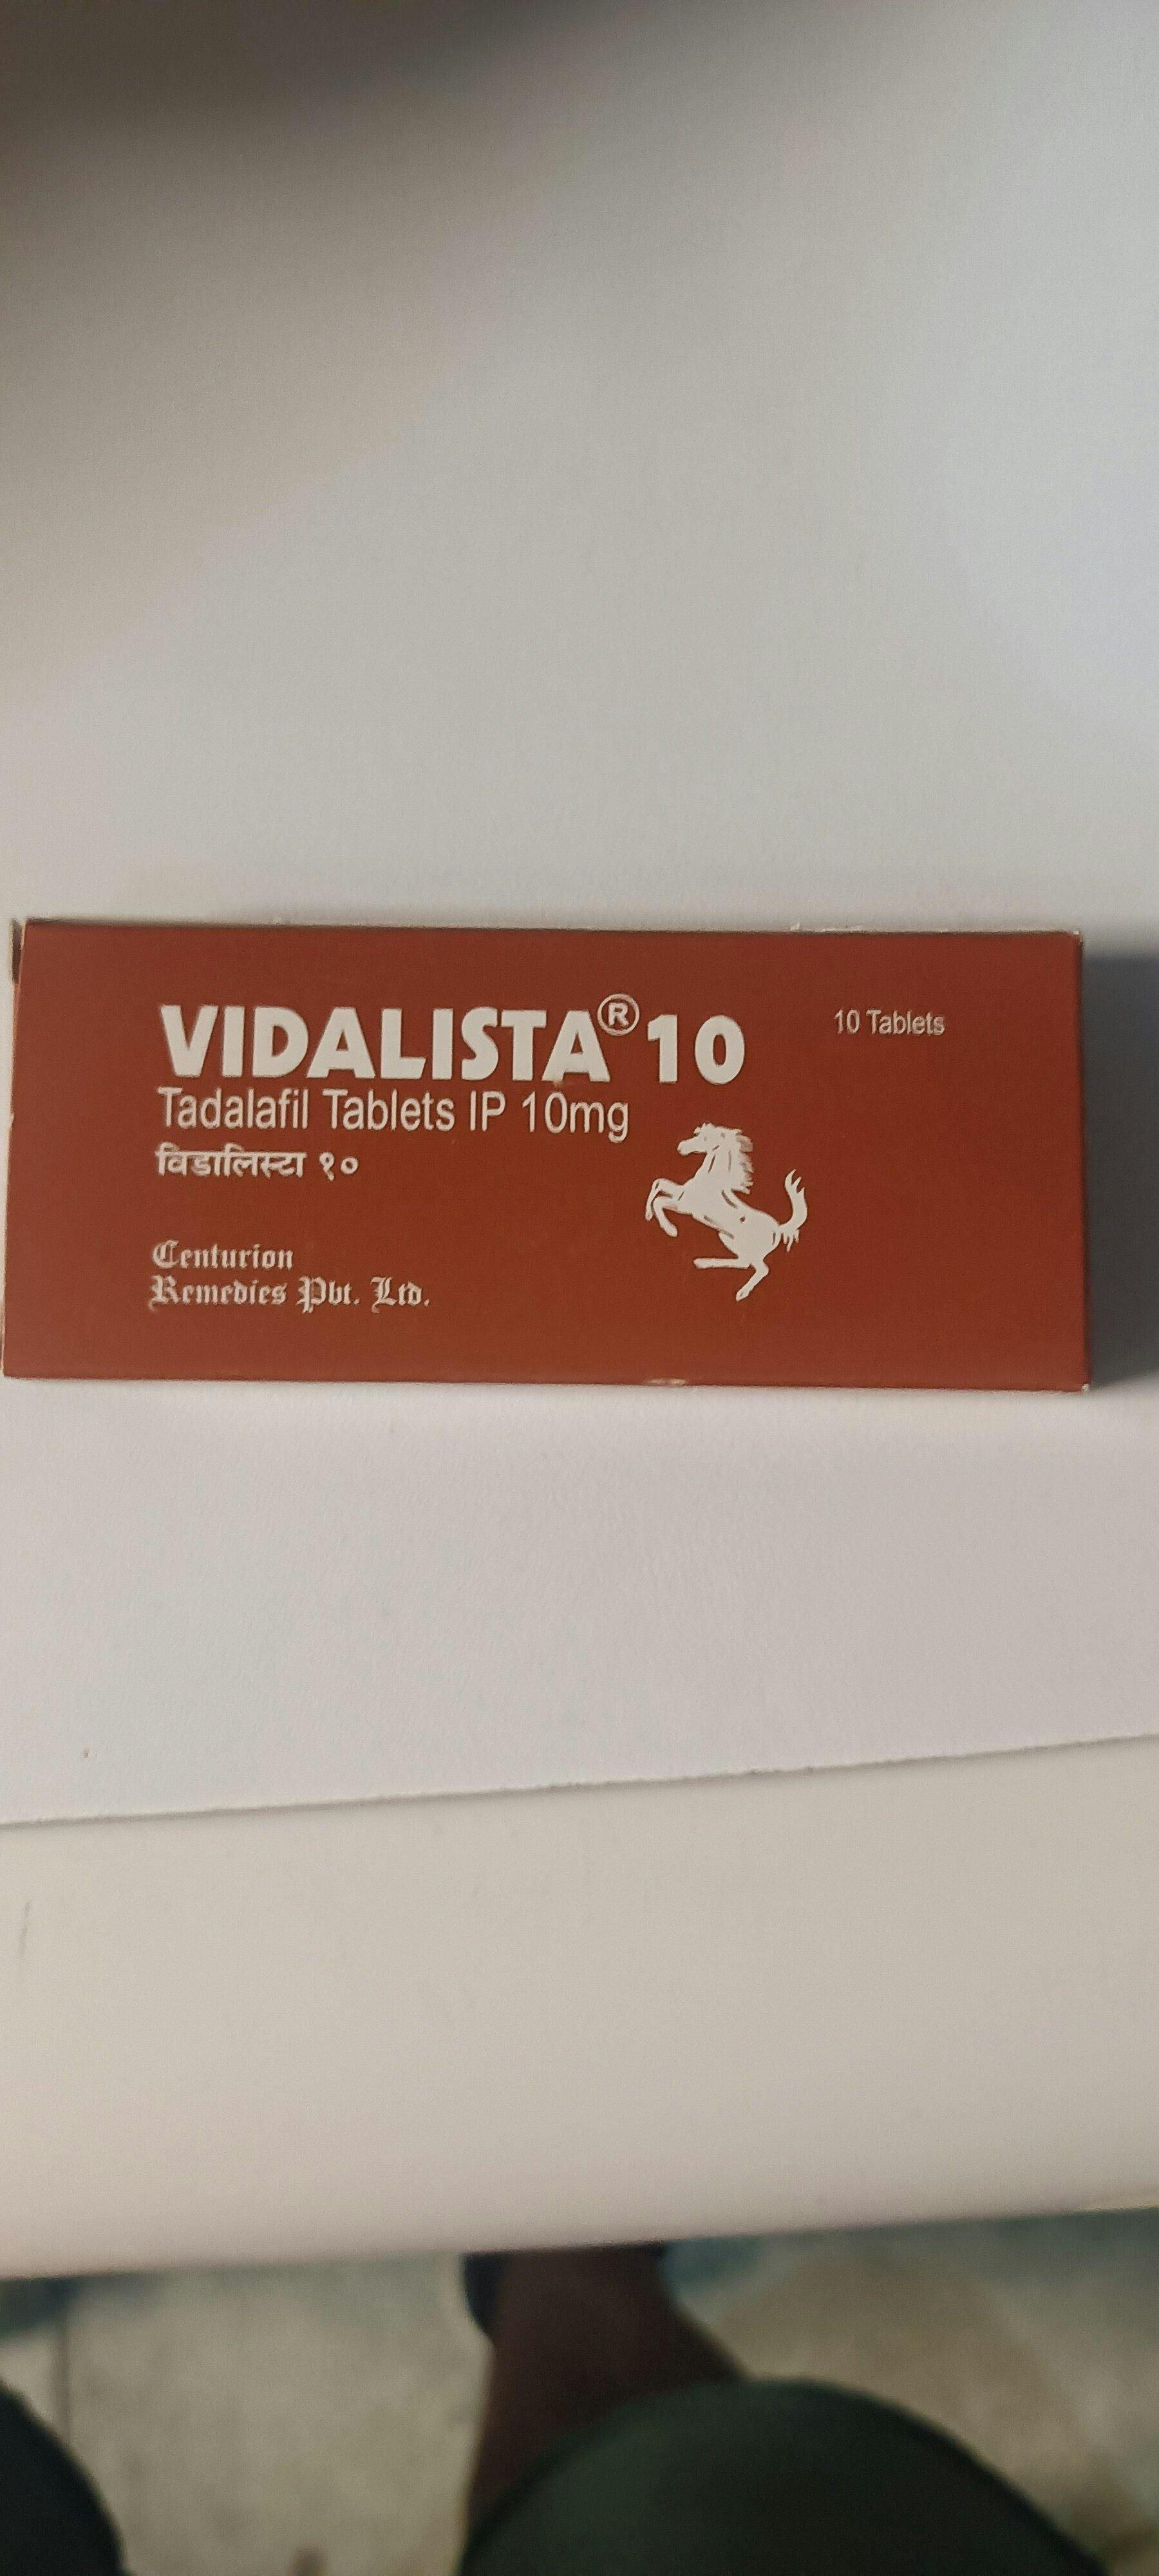 VIDALISTA® 10
10 Tablets
Tadalafil Tablets IP 10mg
विडालिस्टा १०
Centurion
Remedies Pvt. Ltd.